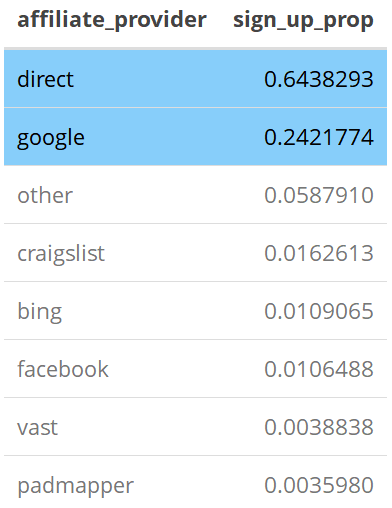 affiliate_provider sign_up_prop
direct 0.6438293
google 0.2421774
other 0.0587910
craigslist 0.0162613
bing 0.0109065
facebook 0.0106488
vast 0.0038838
padmapper 0.0035980